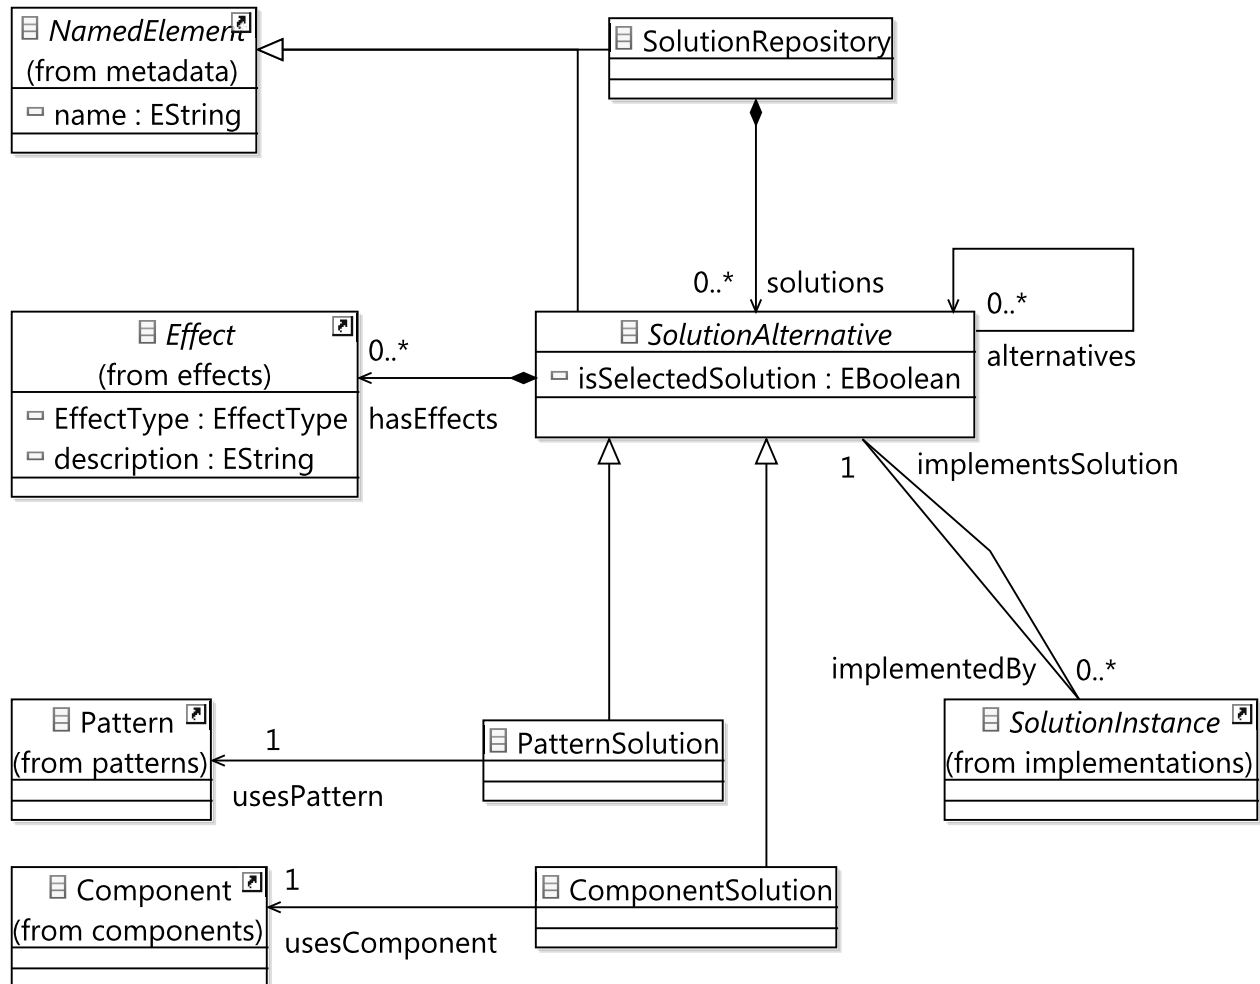 NamedElement
(from metadata)
name : EString
SolutionRepository
0..*
solutions
0..*
alternatives
Effect
(from effects)
EffectType : EffectType
description : EString
0..*
hasEffects
SolutionAlternative
isSelectedSolution : EBoolean
1
implementsSolution
implementedBy
0..*
Pattern
(from patterns)
1
usesPattern
PatternSolution
SolutionInstance
(from implementations)
Component
(from components)
1
usesComponent
ComponentSolution